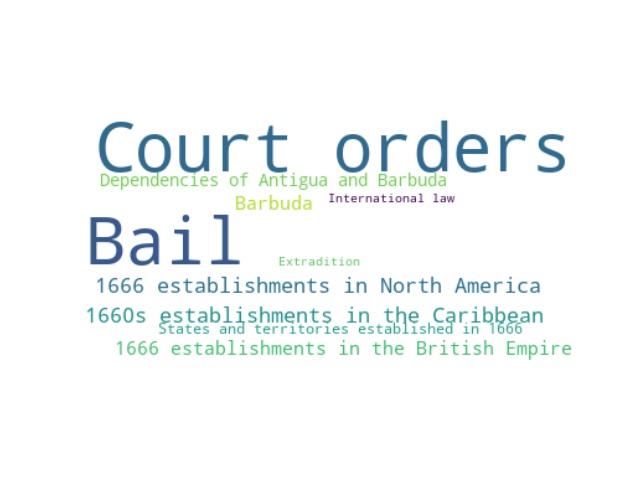 Court orders
Dependencies of Antigua and Barbuda
Barbuda
International law
Bail
Extradition
1666 establishments in North America
1660s establishments in the Caribbean
States and territories established in 1666
1666 establishments in the British Empire